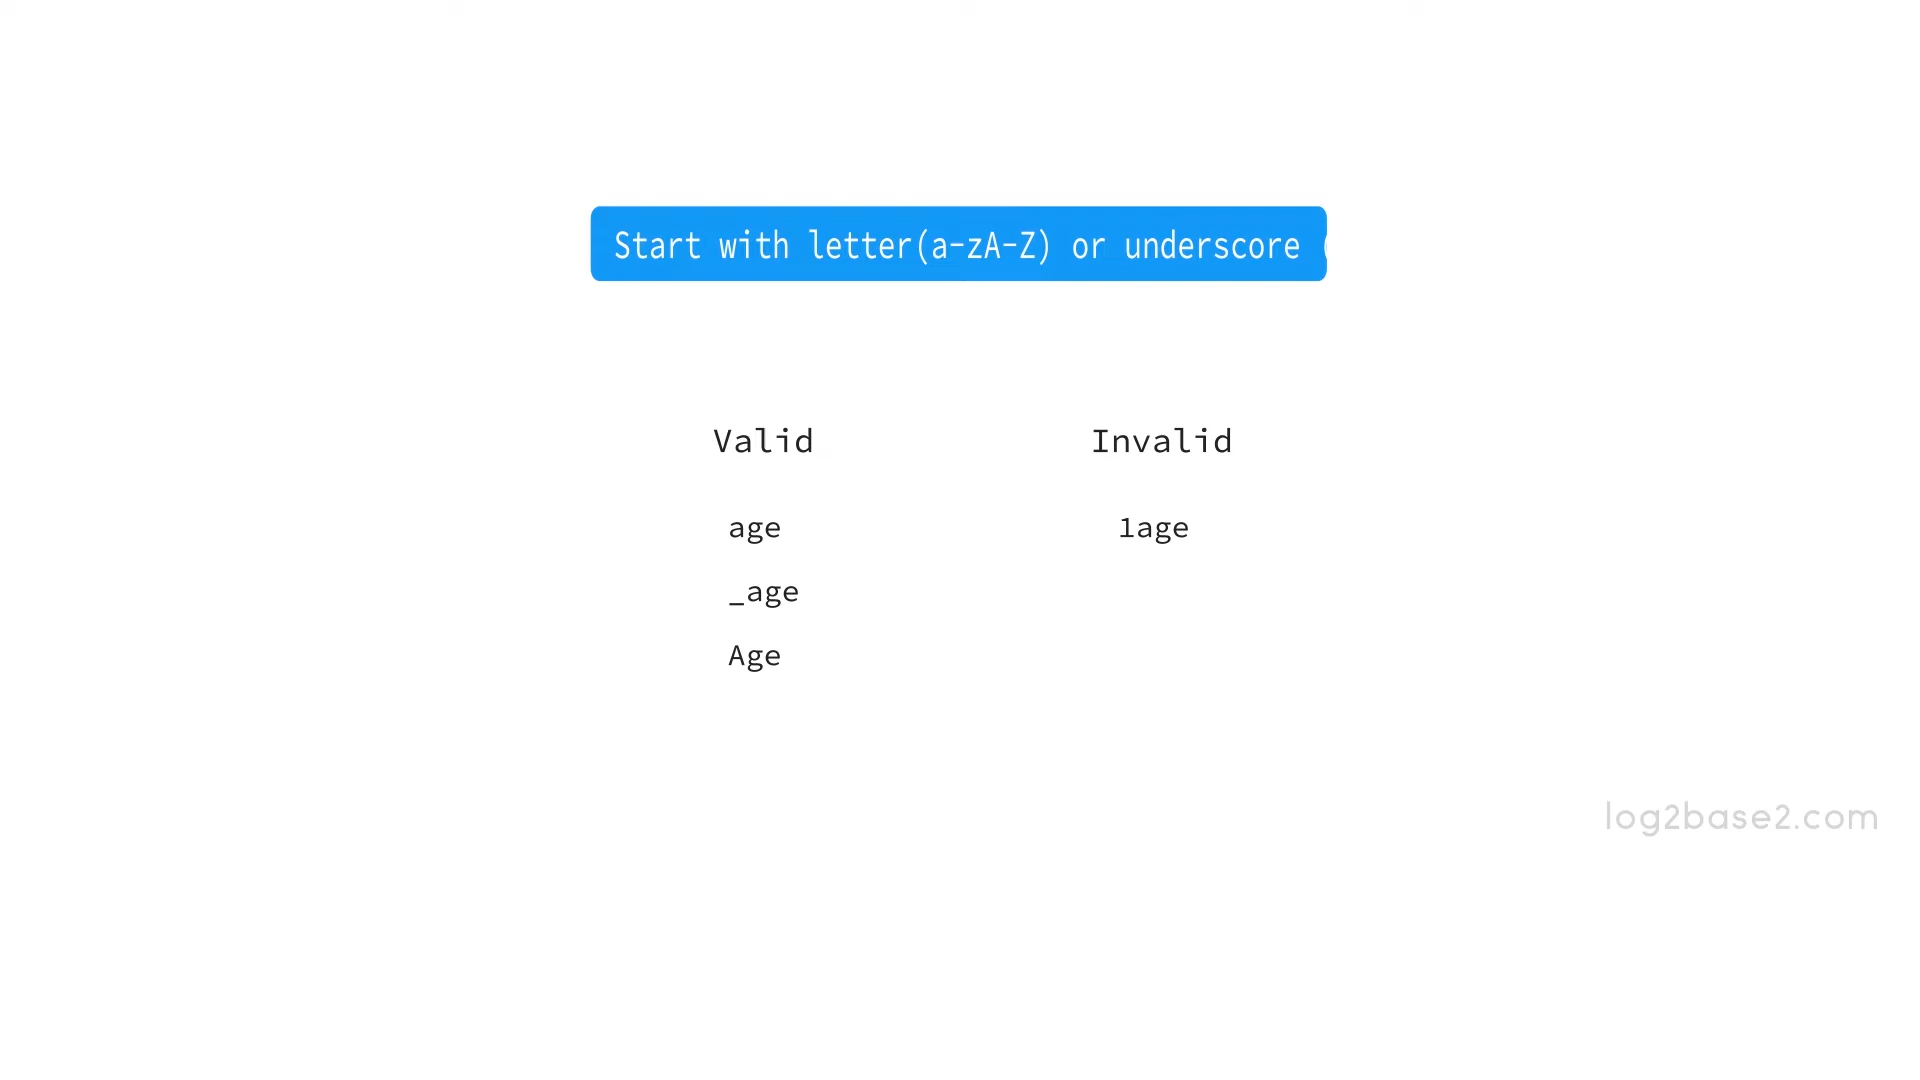 Start with letter(a-zA-Z) or underscore (
Valid Invalid
age 1age
_age
Age
log2base2.com